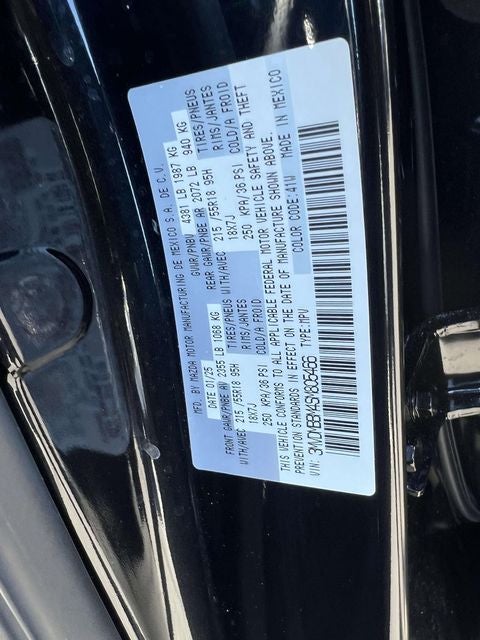 MFD. BY MAZDA MOTOR MANUFACTURING DE MEXICO S.A. DE C.V.
DATE 01/25 GVWR/PNBV 4381 LB 1987 KG
FRONT GAWR/PNBE AV 2355 LB 1068 KG REAR GAWR/PNBE AR 2072 LB 940 KG
WITH/AVEC 215 /55R18 95H TIRES/PNEUS WITH/AVEC 215 /55R18 95H TIRES/PNEUS
18X7J RIMS/JANTES 18X7J RIMS/JANTES
250 KPA/36 PSI COLD/A FROID 250 KPA/36 PSI COLD/A FROID
THIS VEHICLE CONFORMS TO ALL APPLICABLE FEDERAL MOTOR VEHICLE SAFETY AND THEFT
PREVENTION STANDARDS IN EFFECT ON THE DATE OF MANUFACTURE SHOWN ABOVE.
TYPE:MPV COLOR CODE:41W MADE IN MEXICO
VIN: